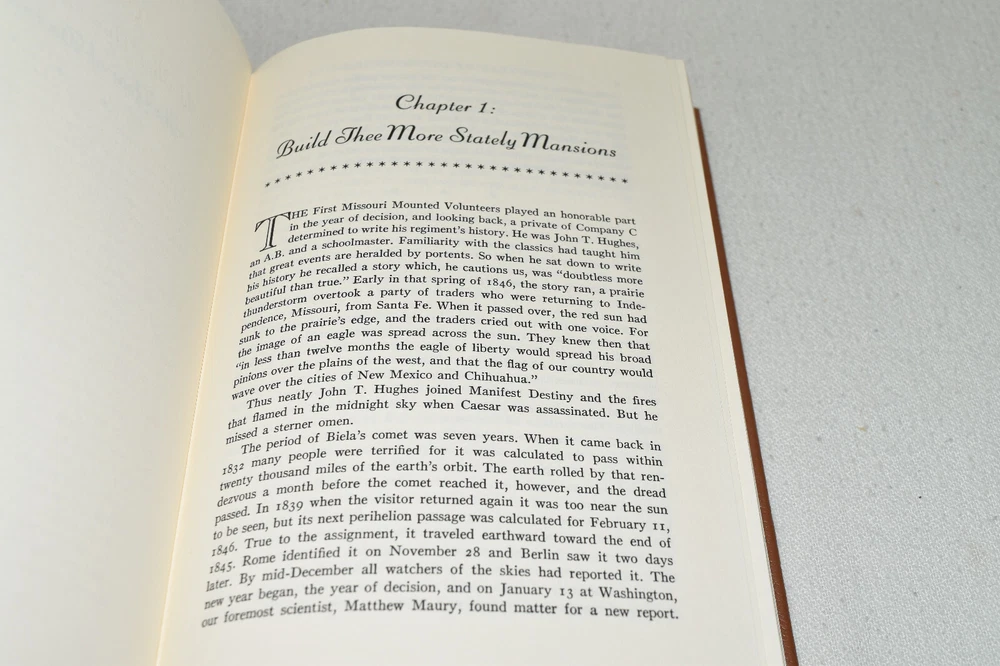 Chapter 1:
Build Thee More Stately Mansions
* * * * * * * * * * * * * * * * * * * * * * * * * * * * * *
THE First Missouri Mounted Volunteers played an honorable part
in the year of decision, and looking back, a private of Company C
determined to write his regiment's history. He was John T. Hughes,
an A.B. and a schoolmaster. Familiarity with the classics had taught him
that great events are heralded by portents. So when he sat down to write
his history he recalled a story which, he cautions us, was "doubtless more
beautiful than true." Early in that spring of 1846, the story ran, a prairie
thunderstorm overtook a party of traders who were returning to Inde-
pendence, Missouri, from Santa Fe. When it passed over, the red sun had
sunk to the prairie's edge, and the traders cried out with one voice. For
the image of an eagle was spread across the sun. They knew then that
"in less than twelve months the eagle of liberty would spread his broad
pinions over the plains of the west, and that the flag of our country would
wave over the cities of New Mexico and Chihuahua."
Thus neatly John T. Hughes joined Manifest Destiny and the fires
that flamed in the midnight sky when Caesar was assassinated. But he
missed a sterner omen.
The period of Biela's comet was seven years. When it came back in
1832 many people were terrified for it was calculated to pass within
twenty thousand miles of the earth's orbit. The earth rolled by that ren-
dezvous a month before the comet reached it, however, and the dread
passed. In 1839 when the visitor returned again it was too near the sun
to be seen, but its next perihelion passage was calculated for February 11,
1846. True to the assignment, it traveled earthward toward the end of
1845. Rome identified it on November 28 and Berlin saw it two days
later. By mid-December all watchers of the skies had reported it. The
new year began, the year of decision, and on January 13 at Washington,
our foremost scientist, Matthew Maury, found matter for a new report.